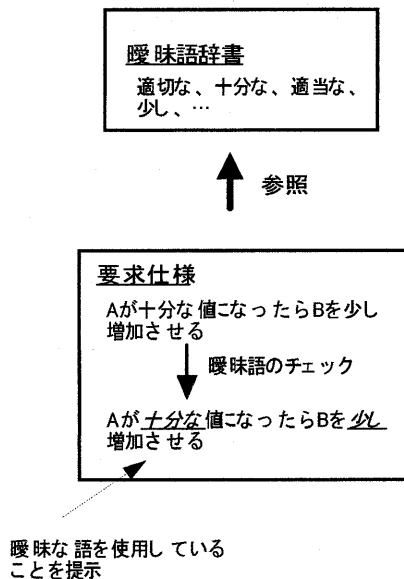 曖昧語辞書
適切な、十分な、適当な、
少し、…
参照
要求仕様
Aが十分な値になったらBを少し
増加させる
曖昧語のチェック
Aが十分な値になったらBを少し
増加させる
曖昧な語を使用している
ことを提示